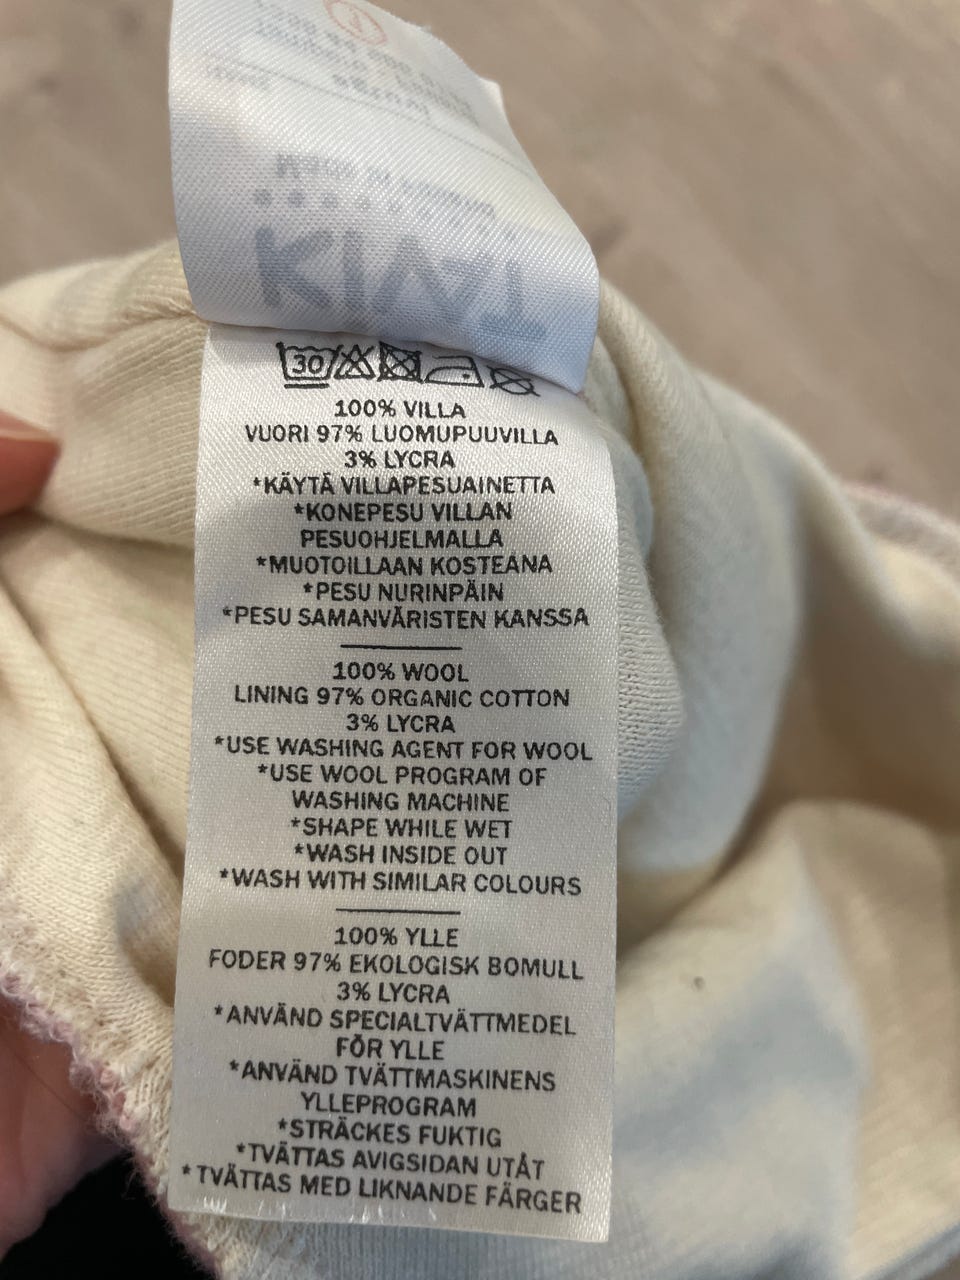 30
100% VILLA
VUORI 97% LUOMUPUUVILLA
3% LYCRA
*KÄYTÄ VILLAPESUAINETTA
*KONEPESU VILLAN
PESUOHJELMALLA
*MUOTOILLAAN KOSTEANA
*PESU NURINPÄIN
*PESU SAMANVÄRISTEN KANSSA
100% WOOL
LINING 97% ORGANIC COTTON
3% LYCRA
*USE WASHING AGENT FOR WOOL
*USE WOOL PROGRAM OF
WASHING MACHINE
*SHAPE WHILE WET
*WASH INSIDE OUT
*WASH WITH SIMILAR COLOURS
100% YLLE
FODER 97% EKOLOGISK BOMULL
3% LYCRA
*ANVÄND SPECIALTVÄTTMEDEL
FÖR YLLE
*ANVÄND TVÄTTMASKINENS
YLLEPROGRAM
*STRÄCKES FUKTIG
*TVÄTTAS AVIGSIDAN UTÅT
*TVÄTTAS MED LIKNANDE FÄRGER